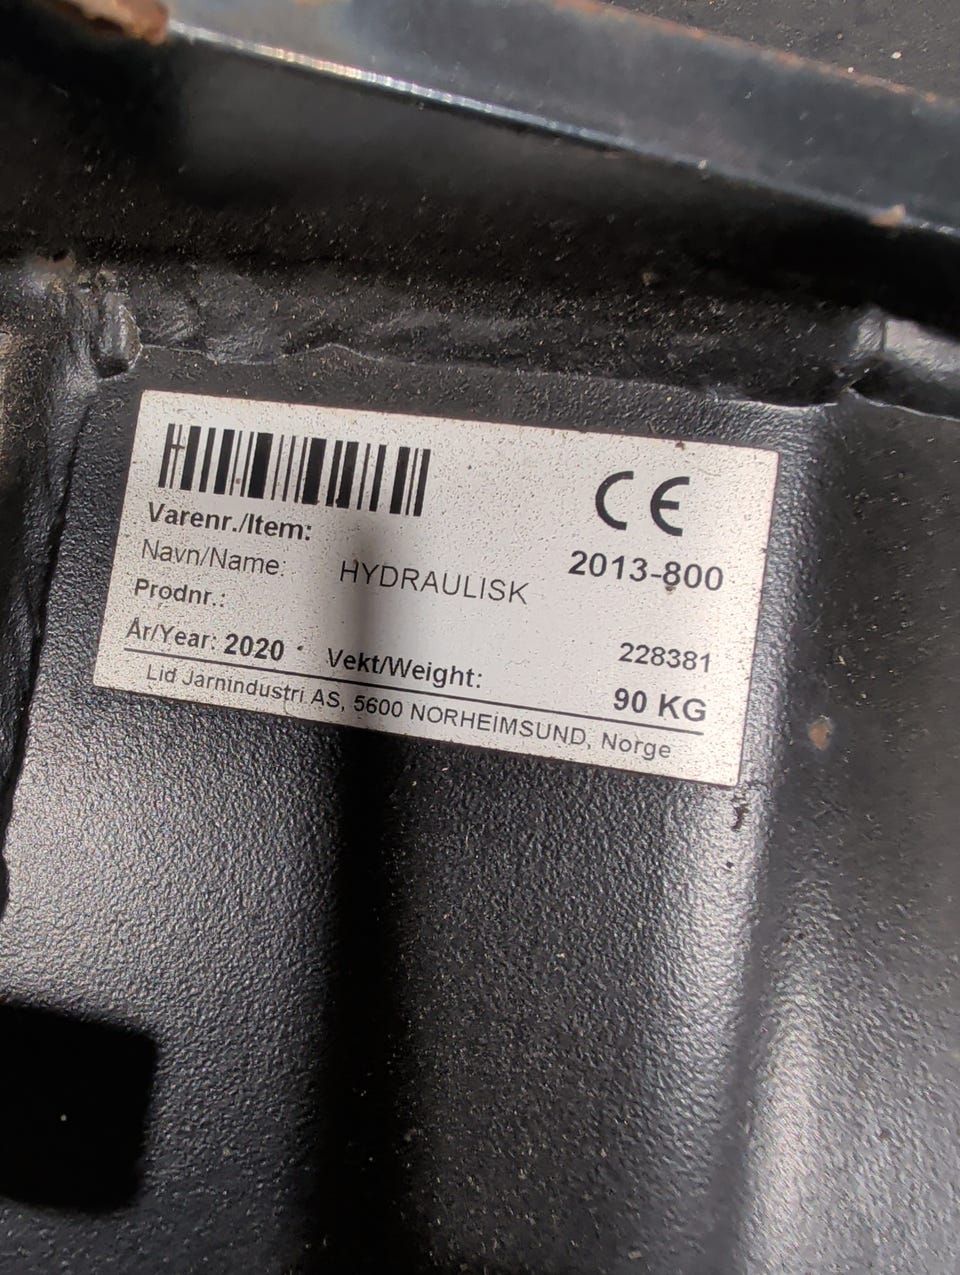 CE
Varenr./Item: 2013-800
Navn/Name: HYDRAULISK
Prodnr.: 228381
År/Year: 2020 Vekt/Weight: 90 KG
Lid Jarnindustri AS, 5600 NORHEIMSUND, Norge